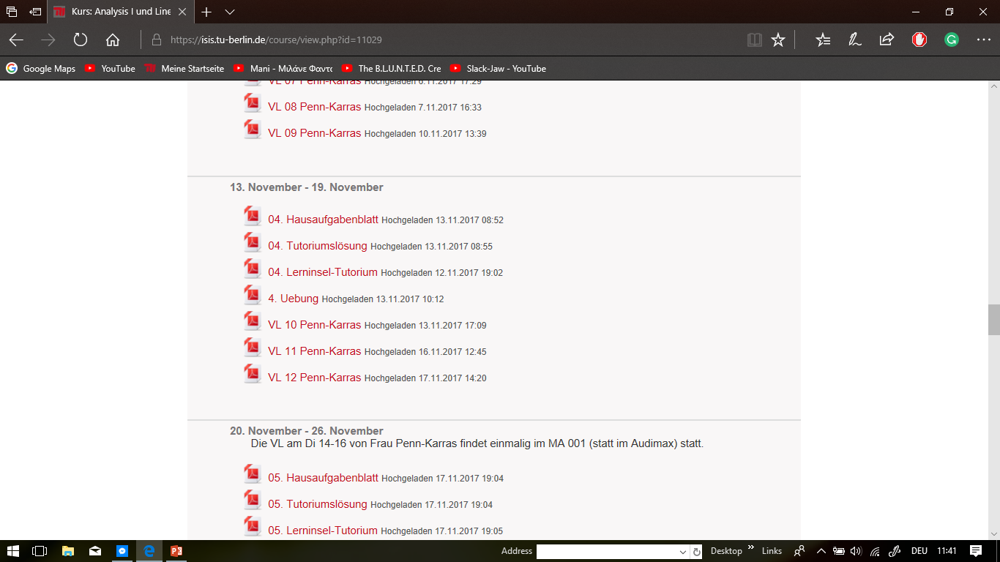 Kurs: Analysis I und Line
https://isis.tu-berlin.de/course/view.php?id=11029
Google Maps YouTube Meine Startseite Mani - Μιλάνε Φαντα The B.L.U.N.T.E.D. Cre Slack-Jaw - YouTube
VL 07 Penn-Karras Hochgeladen 6.11.2017 17:29
VL 08 Penn-Karras Hochgeladen 7.11.2017 16:33
VL 09 Penn-Karras Hochgeladen 10.11.2017 13:39
13. November - 19. November
04. Hausaufgabenblatt Hochgeladen 13.11.2017 08:52
04. Tutoriumslösung Hochgeladen 13.11.2017 08:55
04. Lerninsel-Tutorium Hochgeladen 12.11.2017 19:02
4. Uebung Hochgeladen 13.11.2017 10:12
VL 10 Penn-Karras Hochgeladen 13.11.2017 17:09
VL 11 Penn-Karras Hochgeladen 16.11.2017 12:45
VL 12 Penn-Karras Hochgeladen 17.11.2017 14:20
20. November - 26. November
Die VL am Di 14-16 von Frau Penn-Karras findet einmalig im MA 001 (statt im Audimax) statt.
05. Hausaufgabenblatt Hochgeladen 17.11.2017 19:04
05. Tutoriumslösung Hochgeladen 17.11.2017 19:04
05. Lerninsel-Tutorium Hochgeladen 17.11.2017 19:05
Address Desktop Links DEU 11:41